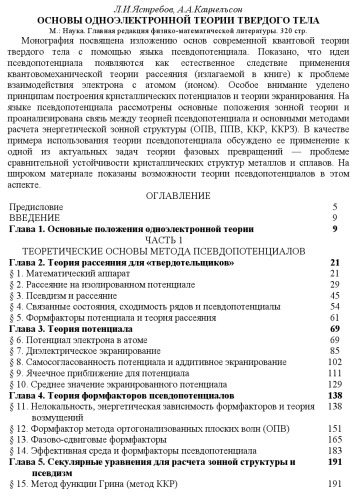 Л.И.Ястребов, А.А.Кацнельсон
ОСНОВЫ ОДНОЭЛЕКТРОННОЙ ТЕОРИИ ТВЕРДОГО ТЕЛА
М.: Наука. Главная редакция физико-математической литературы. 320 стр.
Монография посвящена изложению основ современной квантовой теории
твердого тела с помощью языка псевдопотенциала. Показано, что идеи
псевдопотенциала появляются как естественное следствие применения
квантовомеханической теории рассеяния (излагаемой в книге) к проблеме
взаимодействия электрона с атомом (ионом). Особое внимание уделено
принципам построения кристаллических потенциалов и теории экранирования. На
языке псевдопотенциала рассмотрены основные положения зонной теории и
проанализирована связь между теорией псевдопотенциала и основными методами
расчета энергетической зонной структуры (ОПВ, ППВ, ККР, ККРЗ). В качестве
примера использования теории псевдопотенциала обсуждено ее применение к
одной из актуальных задач теории фазовых превращений — проблеме
сравнительной устойчивости кристаллических структур металлов и сплавов. На
широком материале показаны возможности теории псевдопотенциалов в этом
аспекте.
ОГЛАВЛЕНИЕ
Предисловие 5
ВВЕДЕНИЕ 9
Глава 1. Основные положения одноэлектронной теории 9
ЧАСТЬ 1
ТЕОРЕТИЧЕСКИЕ ОСНОВЫ МЕТОДА ПСЕВДОПОТЕНЦИАЛОВ
Глава 2. Теория рассеяния для «твердотельщиков» 21
§ 1. Математический аппарат 21
§ 2. Рассеяние на изолированном потенциале 29
§ 3. Псевдизм и рассеяние 45
§ 4. Связанные состояния, сходимость рядов и псевдопотенциалы 54
§ 5. Формфакторы потенциала и теория рассеяния 61
Глава 3. Теория потенциала 69
§ 6. Потенциал электрона в атоме 69
§ 7. Диэлектрическое экранирование 85
§ 8. Самосогласованность потенциала и аддитивное экранирование 102
§ 9. Ячеечное приближение для потенциала 111
§ 10. Среднее значение экранированного потенциала 129
Глава 4. Теория формфакторов псевдопотенциалов 138
§ 11. Нелокальность, энергетическая зависимость формфакторов и теория 138
возмущений
§ 12. Формфактор метода ортогонализованных плоских волн (ОПВ) 151
§ 13. Фазово-сдвиговые формфакторы 165
§ 14. Эффективная среда и формфакторы псевдопотенциала 183
Глава 5. Секулярные уравнения для расчета зонной структуры и 191
псевдизм
§ 15. Метод функции Грина (метод ККР) 191